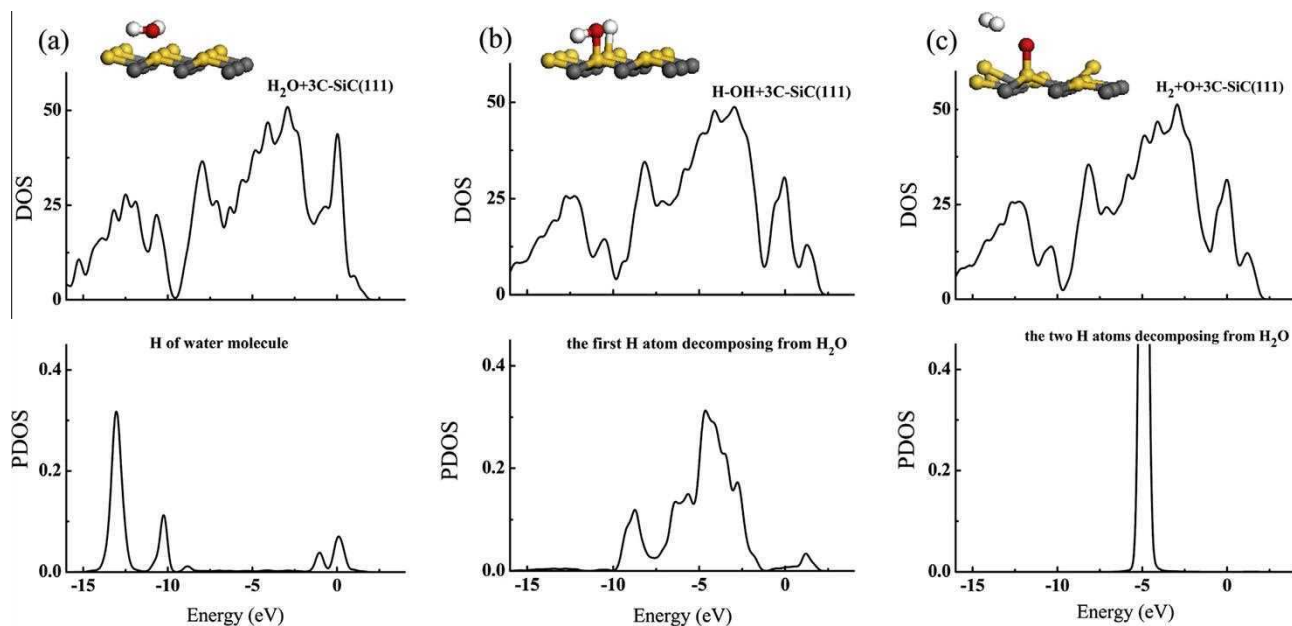 (a)
H₂O+3C-SiC(111)
50
25
0
DOS
H of water molecule
0.4
0.2
0.0
PDOS
-15 -10 -5 0
Energy (eV)
(b)
H-OH+3C-SiC(111)
50
25
0
DOS
the first H atom decomposing from H₂O
0.4
0.2
0.0
PDOS
-15 -10 -5 0
Energy (eV)
(c)
H₂+O+3C-SiC(111)
50
25
0
DOS
the two H atoms decomposing from H₂O
0.4
0.2
0.0
PDOS
-15 -10 -5 0
Energy (eV)